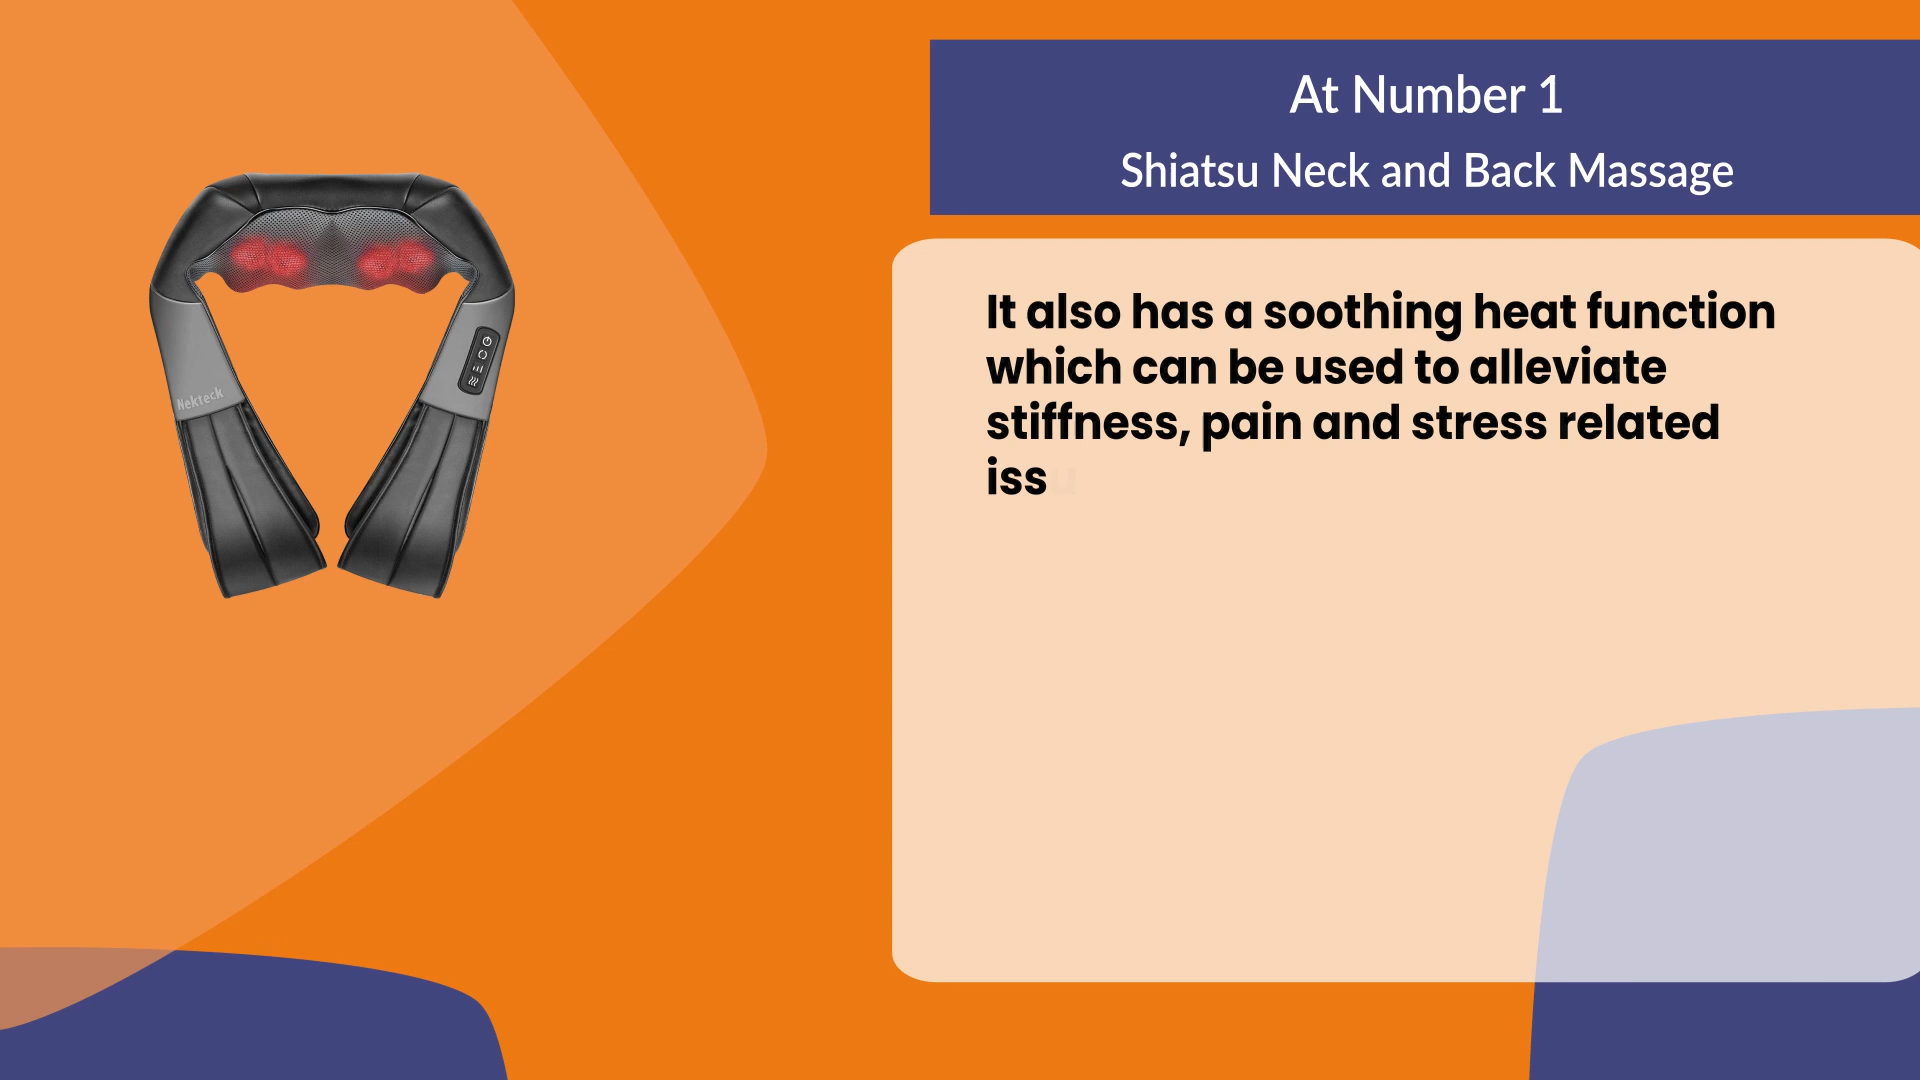 At Number 1
Shiatsu Neck and Back Massage
It also has a soothing heat function
which can be used to alleviate
stiffness, pain and stress related
issu
Nekteck